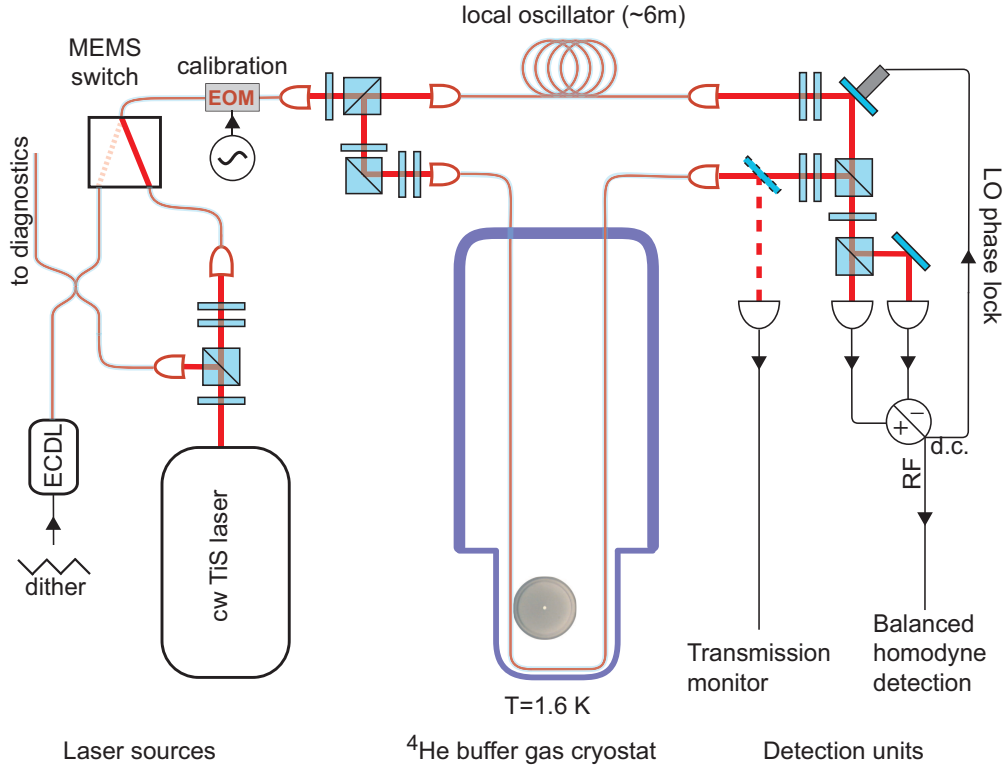 local oscillator (~6m)
MEMS
switch
calibration
EOM
to diagnostics
LO phase lock
ECDL
dither
cw TiS laser
+ −
d.c.
RF
Transmission
monitor
Balanced
homodyne
detection
T=1.6 K
Laser sources
⁴He buffer gas cryostat
Detection units